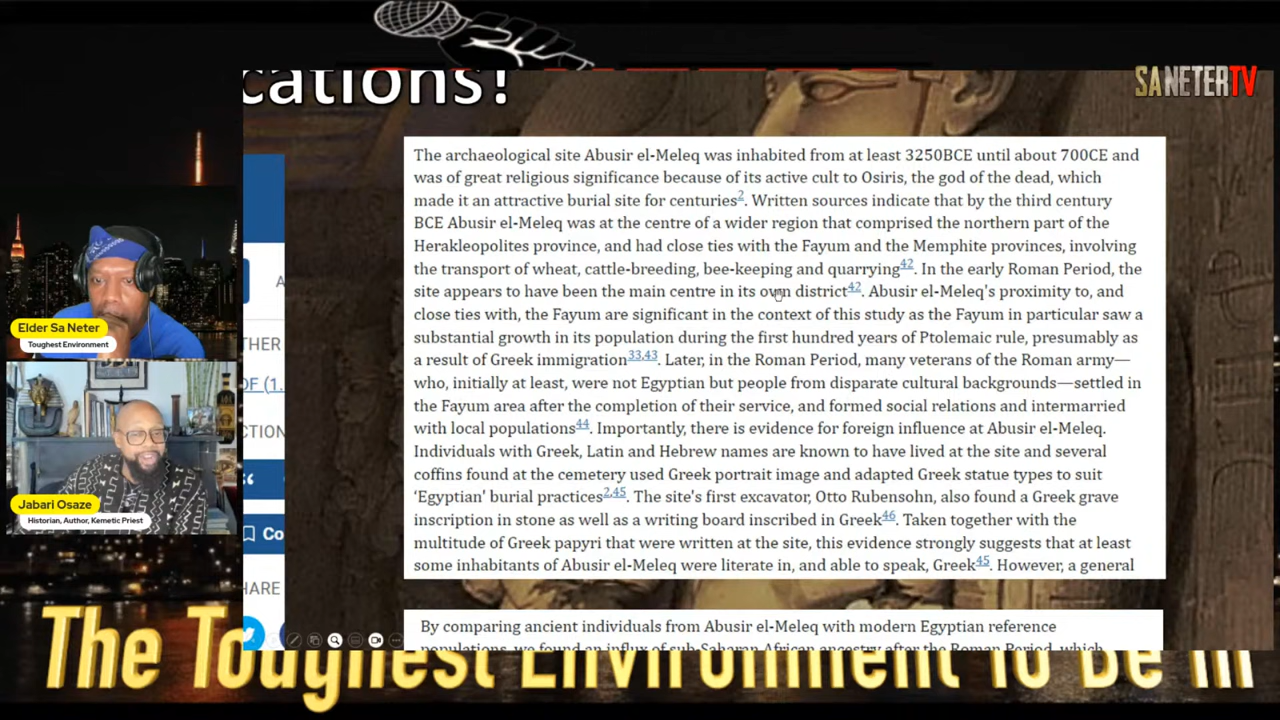 cations!
SANETERTV
The archaeological site Abusir el-Meleq was inhabited from at least 3250BCE until about 700CE and
was of great religious significance because of its active cult to Osiris, the god of the dead, which
made it an attractive burial site for centuries2. Written sources indicate that by the third century
BCE Abusir el-Meleq was at the centre of a wider region that comprised the northern part of the
Herakleopolites province, and had close ties with the Fayum and the Memphite provinces, involving
the transport of wheat, cattle-breeding, bee-keeping and quarrying42. In the early Roman Period, the
site appears to have been the main centre in its own district42. Abusir el-Meleq's proximity to, and
close ties with, the Fayum are significant in the context of this study as the Fayum in particular saw a
substantial growth in its population during the first hundred years of Ptolemaic rule, presumably as
a result of Greek immigration33,43. Later, in the Roman Period, many veterans of the Roman army—
who, initially at least, were not Egyptian but people from disparate cultural backgrounds—settled in
the Fayum area after the completion of their service, and formed social relations and intermarried
with local populations44. Importantly, there is evidence for foreign influence at Abusir el-Meleq.
Individuals with Greek, Latin and Hebrew names are known to have lived at the site and several
coffins found at the cemetery used Greek portrait image and adapted Greek statue types to suit
‘Egyptian’ burial practices2,45. The site's first excavator, Otto Rubensohn, also found a Greek grave
inscription in stone as well as a writing board inscribed in Greek46. Taken together with the
multitude of Greek papyri that were written at the site, this evidence strongly suggests that at least
some inhabitants of Abusir el-Meleq were literate in, and able to speak, Greek45. However, a general
By comparing ancient individuals from Abusir el-Meleq with modern Egyptian reference
populations, we found an influx of sub-Saharan African ancestry after the Roman Period, which
A
THER
DF (1.
CTION
Co
HARE
Elder Sa Neter
Toughest Environment
Jabari Osaze
Historian, Author, Kemetic Priest
The Toughest Environment To Be In